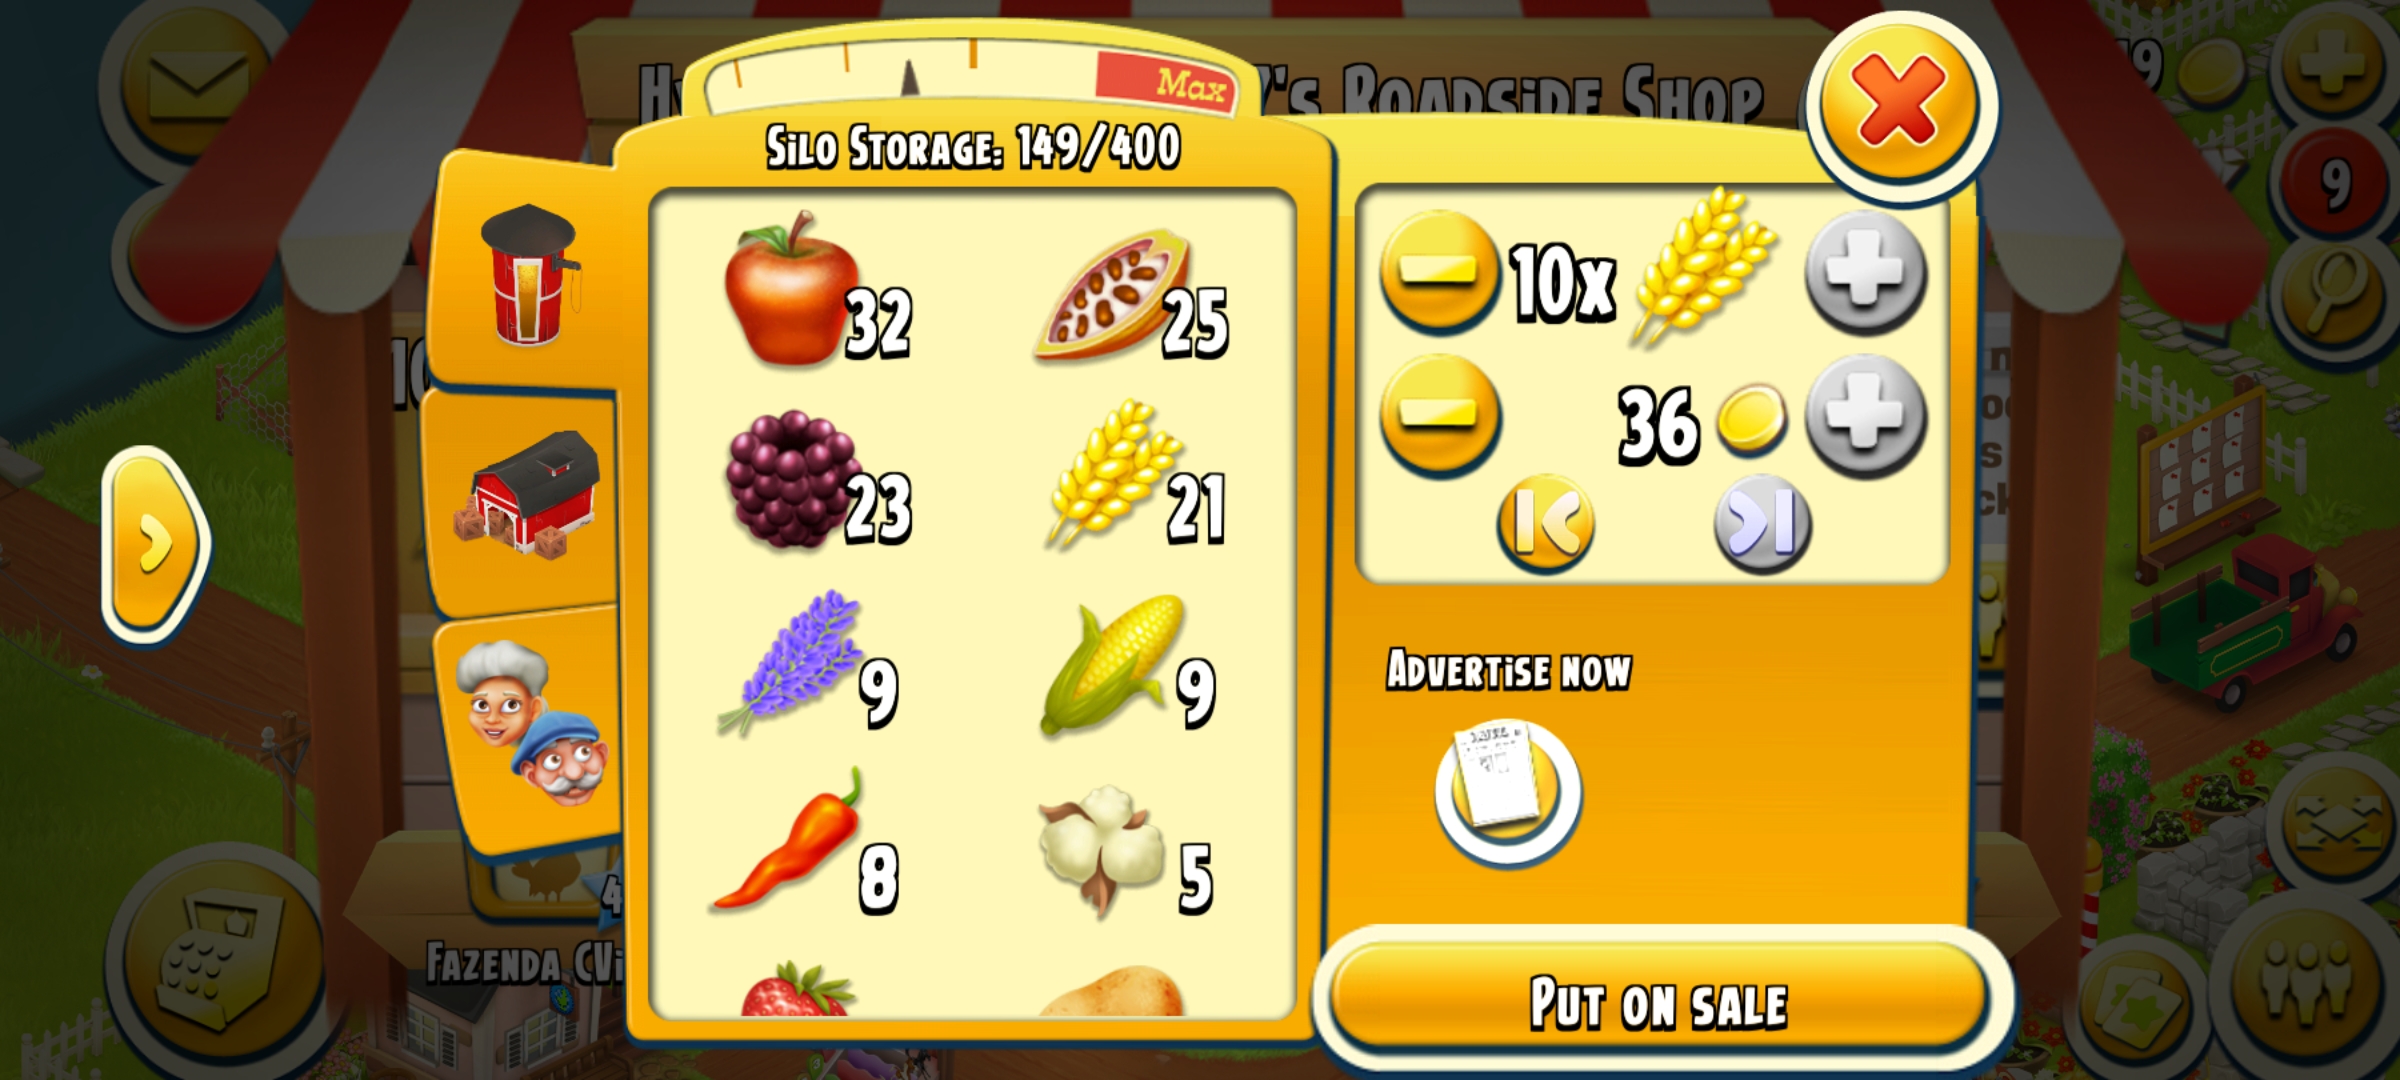 's Roadside Shop
Max
Silo Storage: 149/400
9
32
25
10x
23
21
36
9
9
Advertise now
8
5
Fazenda CVi
Put on sale